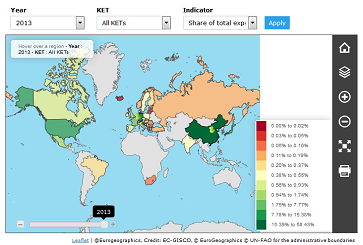 Year
KET
Indicator
2013
All KETs
Share of total exp
Apply
Hover over a region - Year :
2013 - KET : All KETs
0.00% to 0.02%
0.03% to 0.05%
0.06% to 0.10%
0.11% to 0.19%
0.20% to 0.37%
0.38% to 0.55%
0.56% to 0.93%
0.94% to 1.74%
1.75% to 7.77%
7.78% to 15.38%
15.39% to 58.43%
2013
Leaflet | ©Eurogeographics, Credit: EC-GISCO, © EuroGeographics © UN-FAO for the administrative boundaries